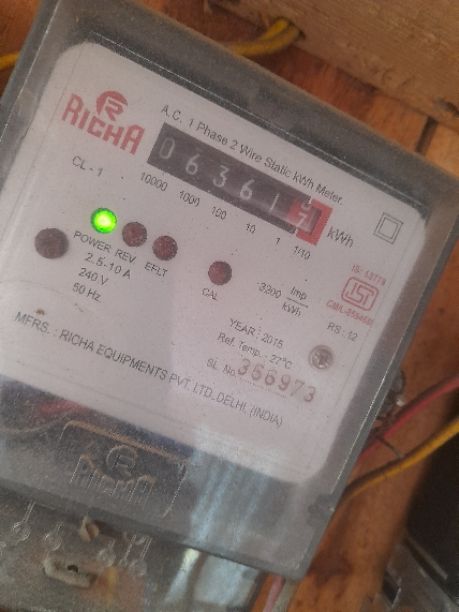 RICHA
A.C. 1 Phase 2 Wire Static kWh Meter.
063617 kWh
CL-1
10000 1000 100 10 1 1/10
POWER REV EFLT
2.5-10 A
240 V
50 Hz
CAL
3200 Imp
kWh
IS: 13779
ISI
RS-12
YEAR : 2015
Ref. Temp. : 27°C
SL. No. 356973
MFRS. : RICHA EQUIPMENTS PVT. LTD. DELHI. (INDIA)
RICHA